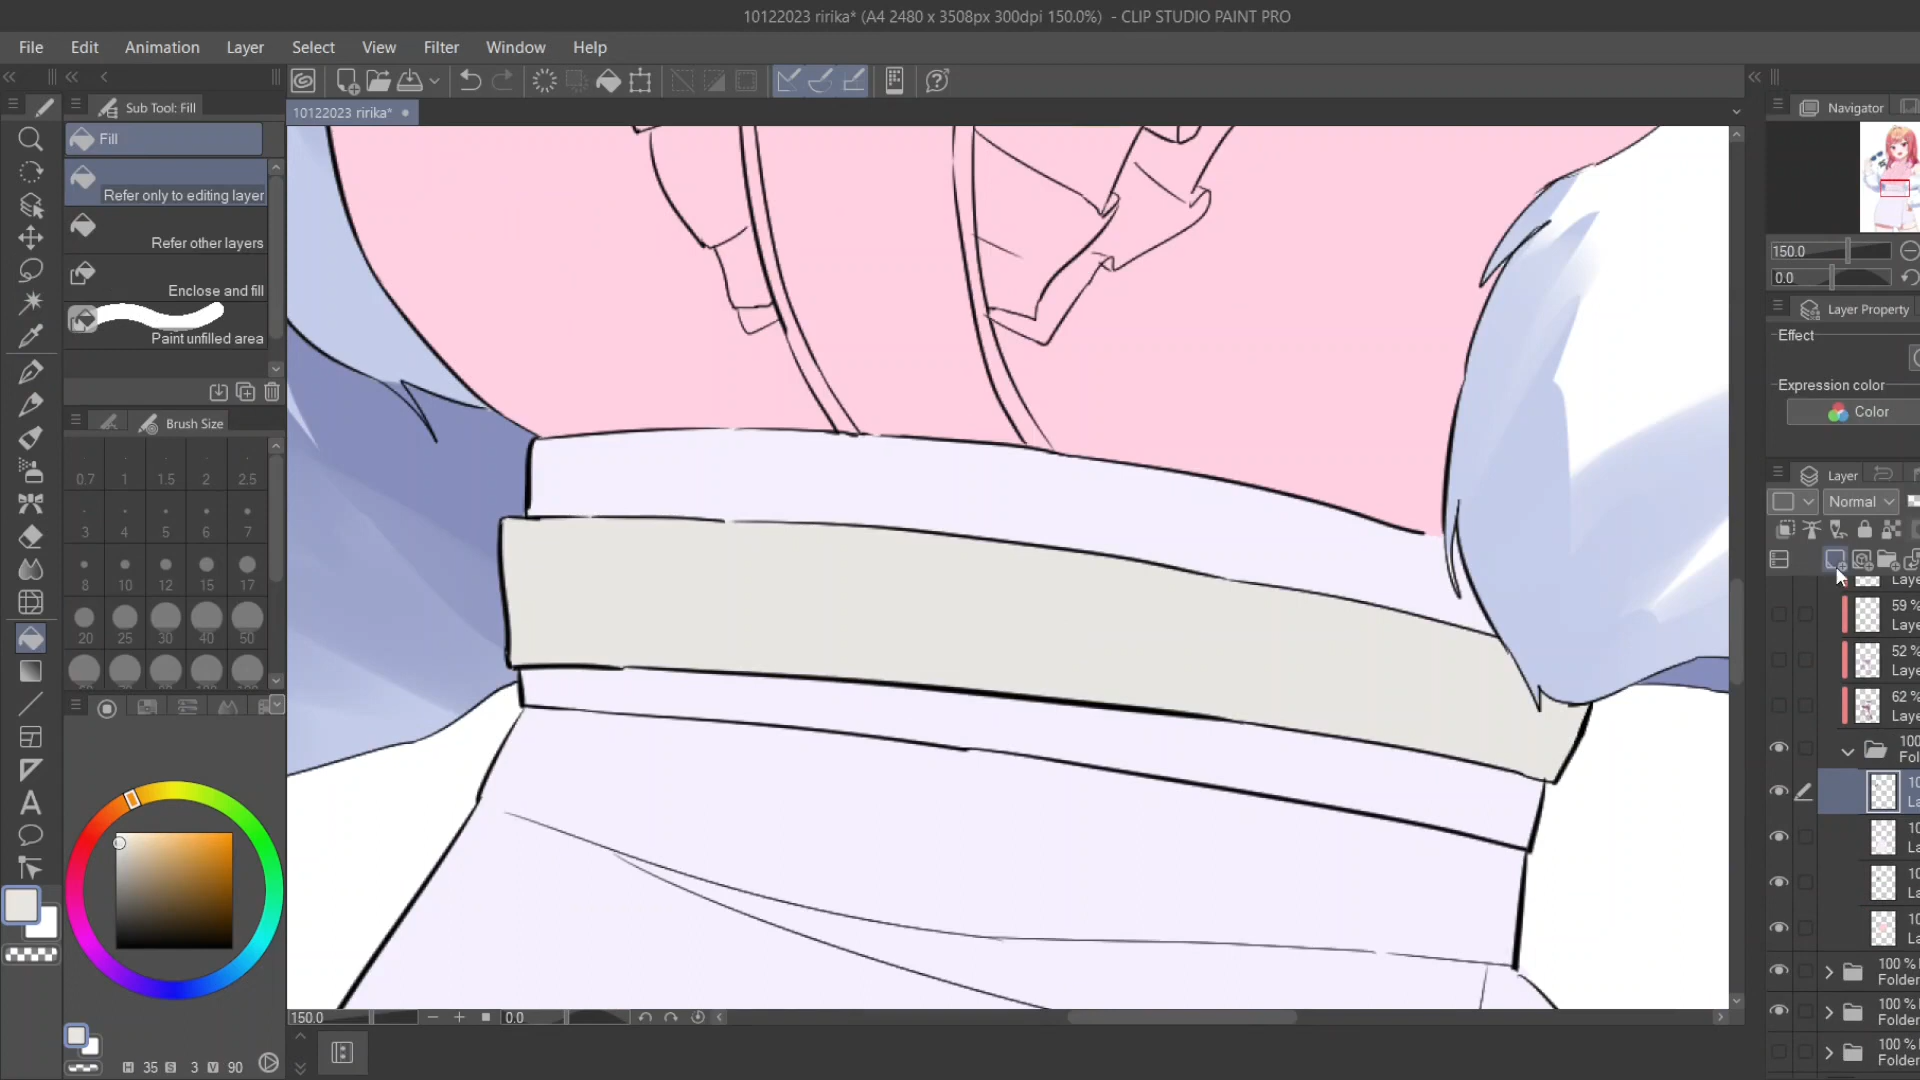 10122023 ririka* (A4 2480 x 3508px 300dpi 150.0%) - CLIP STUDIO PAINT PRO
File Edit Animation Layer Select View Filter Window Help
Sub Tool: Fill
10122023 ririka*
Navigator
Fill
Refer only to editing layer
Refer other layers
Enclose and fill
Paint unfilled area
150.0
0.0
Layer Property
Effect
Expression color
Color
Brush Size
0.7 1 1.5 2 2.5
3 4 5 6 7
8 10 12 15 17
20 25 30 40 50
Layer
Normal
59 %
52 %
62 %
100 %
Folder
100 %
Folder
100 %
Folder
150.0
0.0
H 35 S 3 V 90